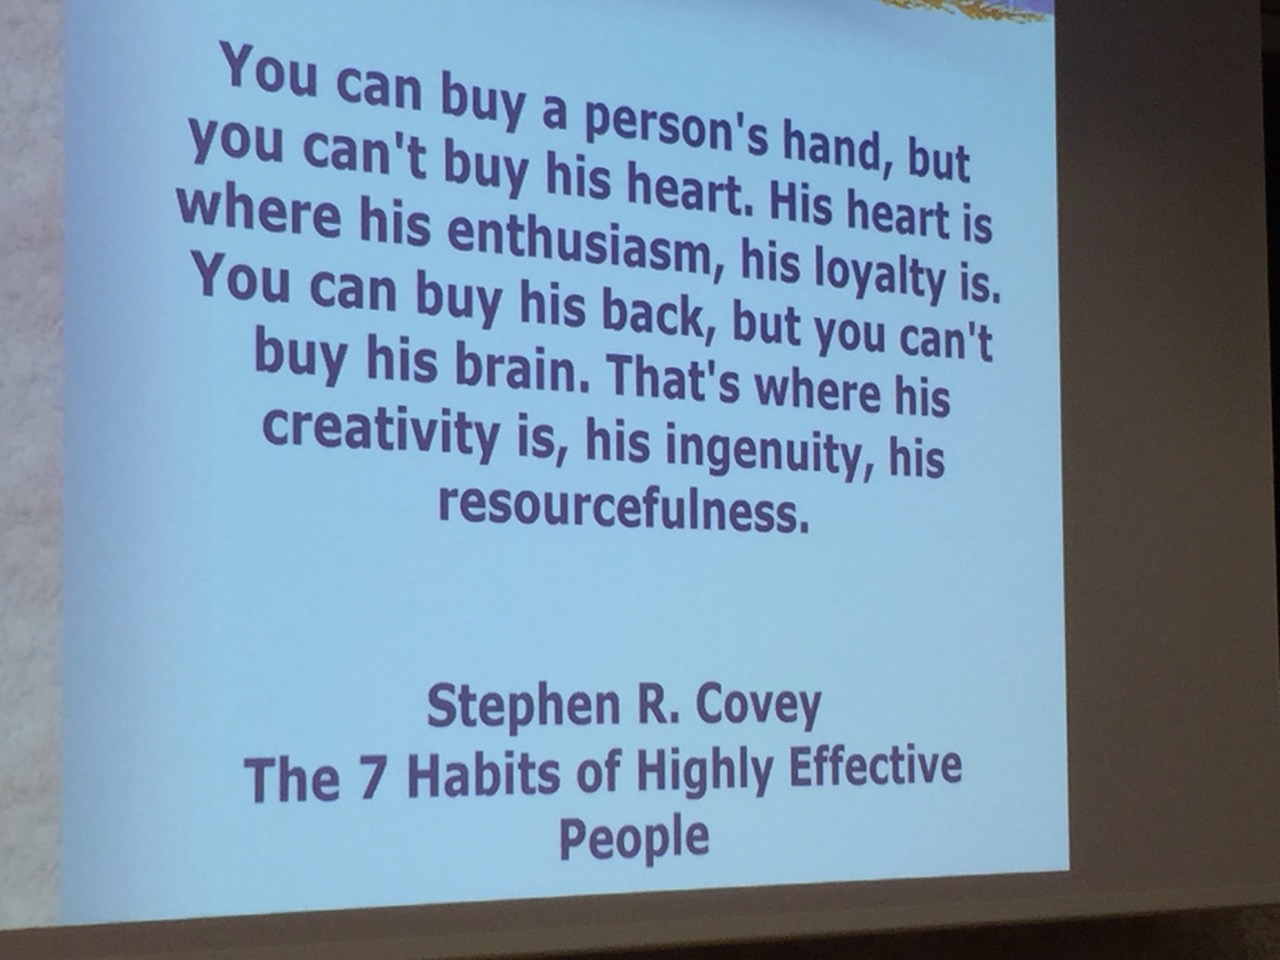 You can buy a person's hand, but
you can't buy his heart. His heart is
where his enthusiasm, his loyalty is.
You can buy his back, but you can't
buy his brain. That's where his
creativity is, his ingenuity, his
resourcefulness.
Stephen R. Covey
The 7 Habits of Highly Effective
People